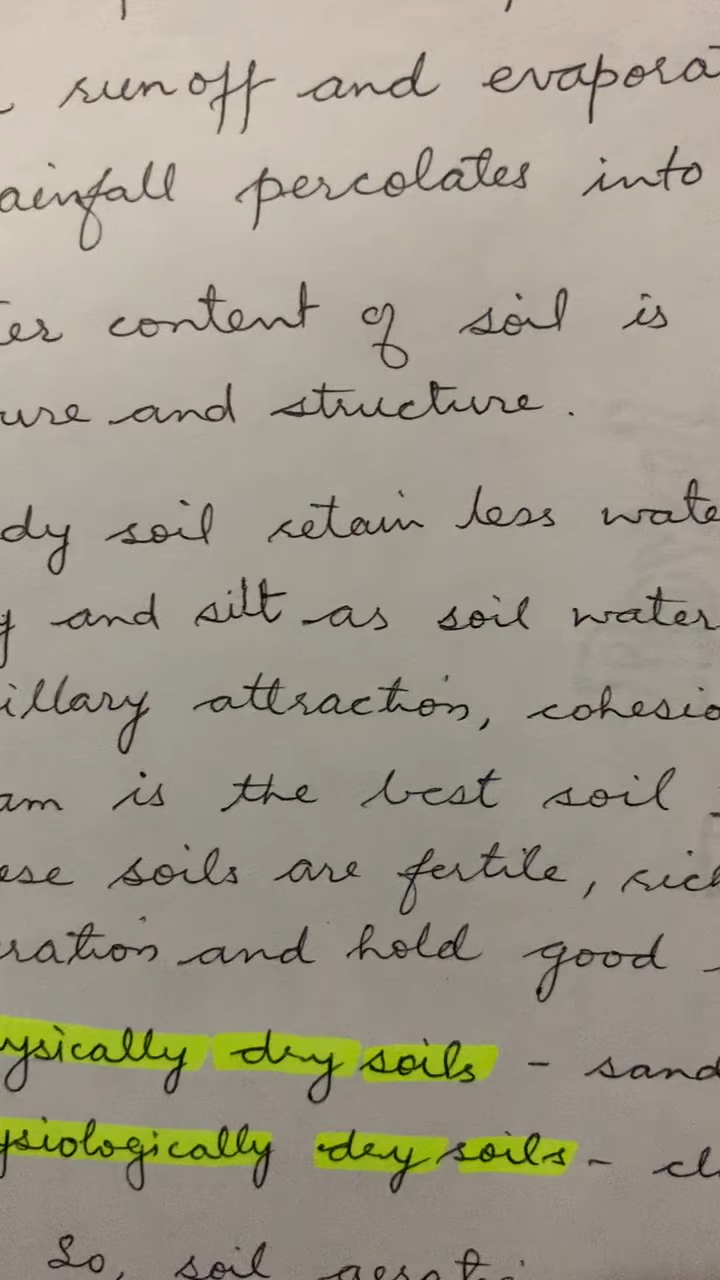 runoff and evapora
ainfall percolates into
er content of soil is
ure and structure.
dy soil retain less wate
y and silt as soil water
illary attraction, cohesio
am is the best soil
ese soils are fertile, rich
ration and hold good
ysically dry soils - sand
ysiologically dry soils - cl
So, soil aerati